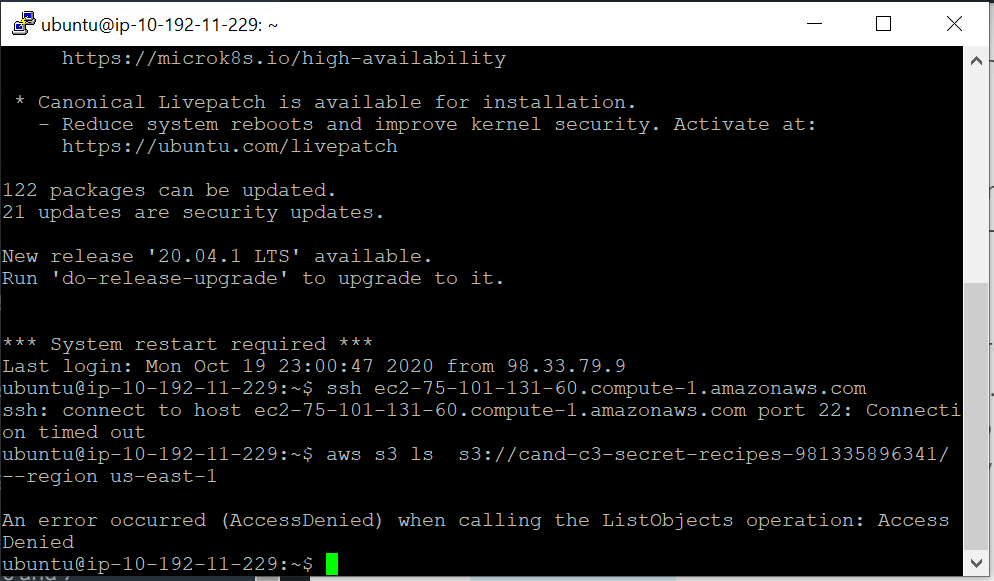 ubuntu@ip-10-192-11-229: ~
https://microk8s.io/high-availability
* Canonical Livepatch is available for installation.
- Reduce system reboots and improve kernel security. Activate at:
https://ubuntu.com/livepatch
122 packages can be updated.
21 updates are security updates.
New release '20.04.1 LTS' available.
Run 'do-release-upgrade' to upgrade to it.
*** System restart required ***
Last login: Mon Oct 19 23:00:47 2020 from 98.33.79.9
ubuntu@ip-10-192-11-229:~$ ssh ec2-75-101-131-60.compute-1.amazonaws.com
ssh: connect to host ec2-75-101-131-60.compute-1.amazonaws.com port 22: Connecti
on timed out
ubuntu@ip-10-192-11-229:~$ aws s3 ls  s3://cand-c3-secret-recipes-981335896341/
--region us-east-1
An error occurred (AccessDenied) when calling the ListObjects operation: Access
Denied
ubuntu@ip-10-192-11-229:~$